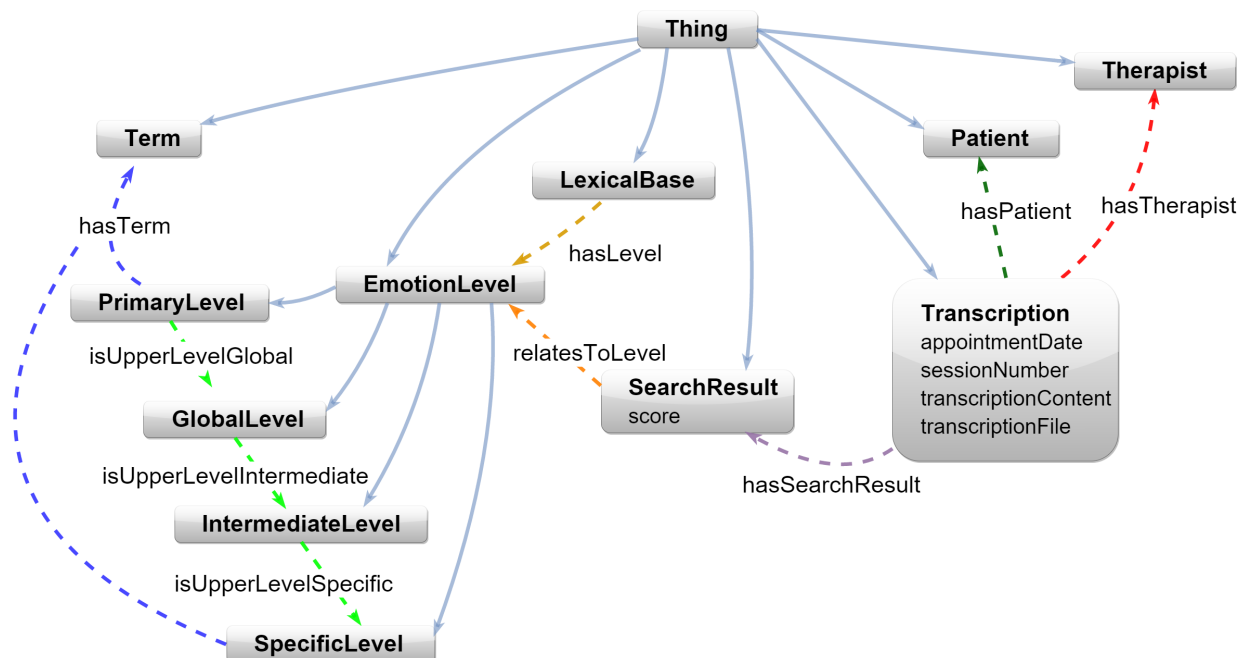 Thing
Therapist
Term
Patient
LexicalBase
hasTerm
hasPatient
hasTherapist
hasLevel
EmotionLevel
PrimaryLevel
isUpperLevelGlobal
relatesToLevel
Transcription
appointmentDate
sessionNumber
transcriptionContent
transcriptionFile
SearchResult
score
GlobalLevel
isUpperLevelIntermediate
hasSearchResult
IntermediateLevel
isUpperLevelSpecific
SpecificLevel